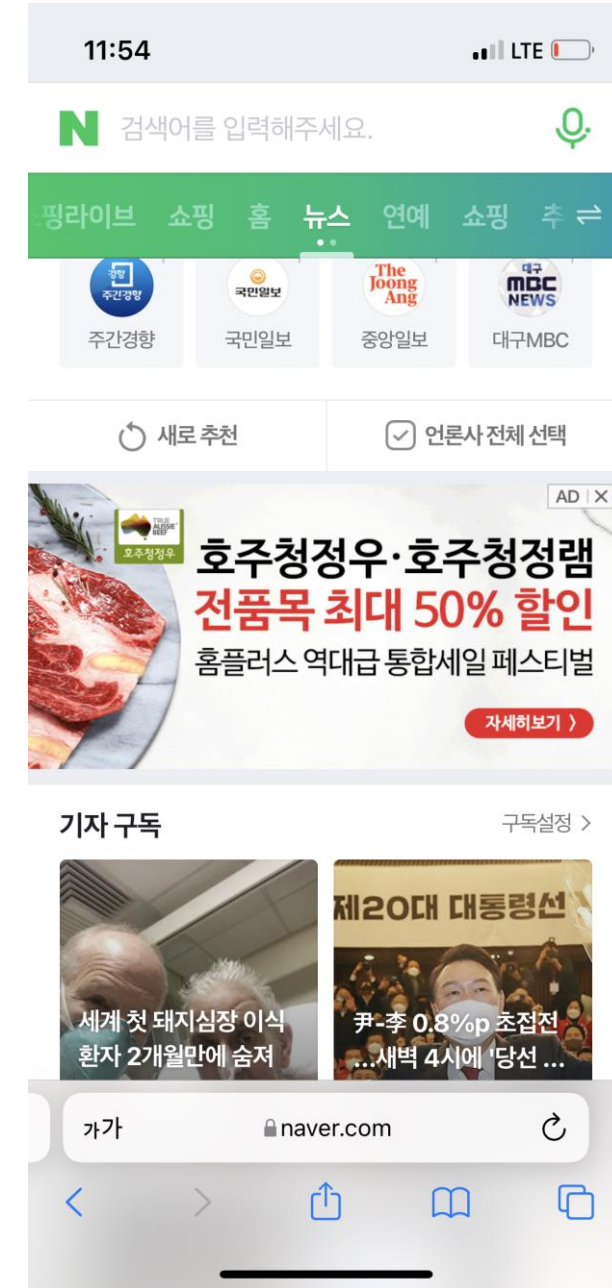 11:54 LTE
N 검색어를 입력해주세요.
핑라이브 쇼핑 홈 뉴스 연예 쇼핑 추
경향
주간경향
국민일보
The
Joong
Ang
대구
MBC
NEWS
주간경향 국민일보 중앙일보 대구MBC
새로 추천 언론사 전체 선택
AD X
TRUE
AUSSIE
BEEF
호주청정우
호주청정우·호주청정램
전품목 최대 50% 할인
홈플러스 역대급 통합세일 페스티벌
자세히보기 >
기자 구독 구독설정 >
제20대 대통령선
세계 첫 돼지심장 이식
환자 2개월만에 숨져
尹-李 0.8%p 초접전
...새벽 4시에 '당선 ...
가가 naver.com